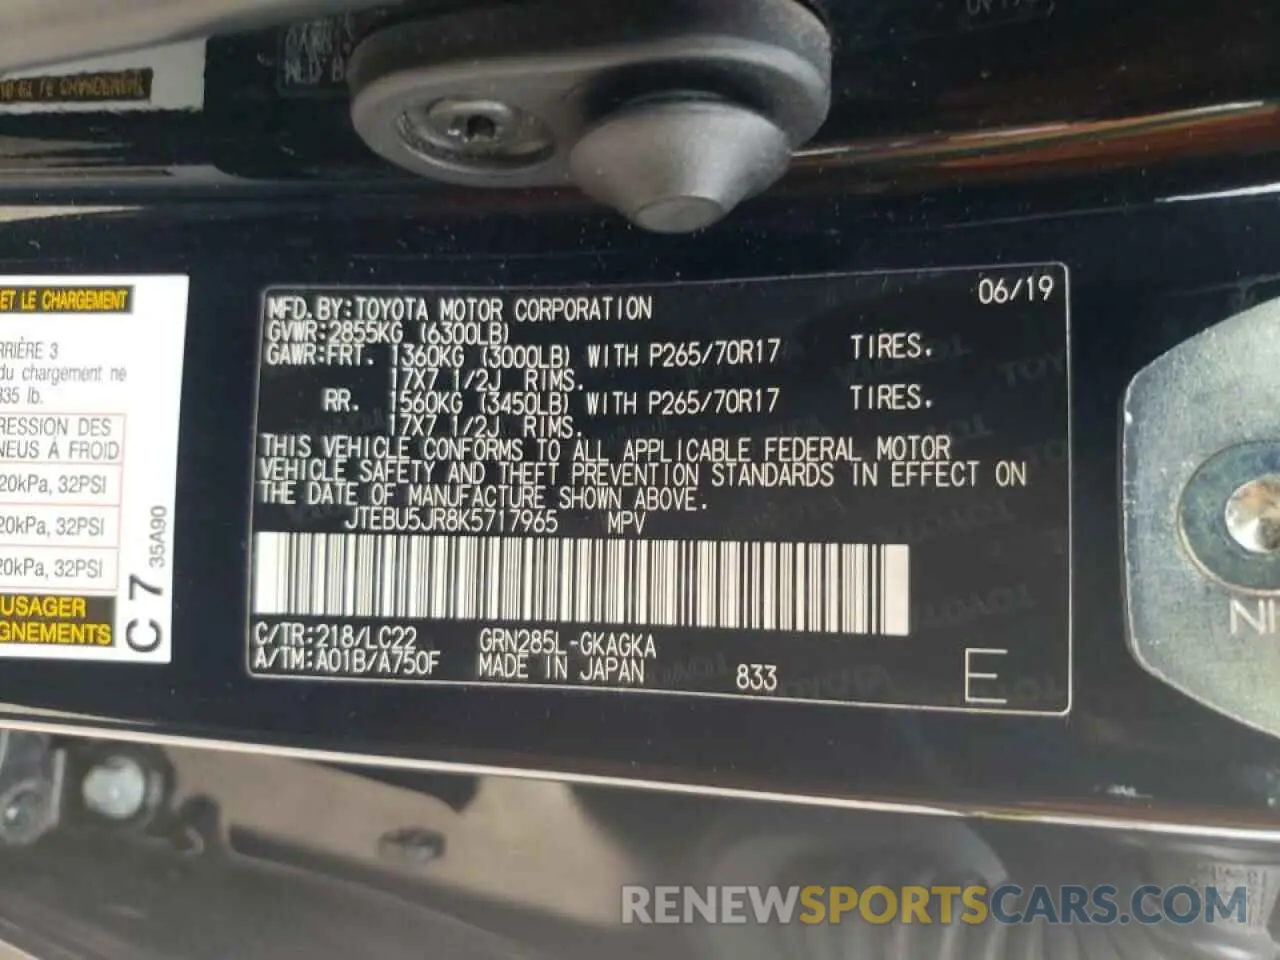 06/19
MFD.BY:TOYOTA MOTOR CORPORATION
GVWR:2855KG (6300LB)
GAWR:FRT. 1360KG (3000LB) WITH P265/70R17 TIRES.
17X7 1/2J RIMS.
RR. 1560KG (3450LB) WITH P265/70R17 TIRES.
17X7 1/2J RIMS.
THIS VEHICLE CONFORMS TO ALL APPLICABLE FEDERAL MOTOR
VEHICLE SAFETY AND THEFT PREVENTION STANDARDS IN EFFECT ON
THE DATE OF MANUFACTURE SHOWN ABOVE.
JTEBU5JR8K5717965 MPV
C/TR:218/LC22 GRN285L-GKAGKA
A/TM:A01B/A750F MADE IN JAPAN 833 E
ET LE CHARGEMENT
RRIÈRE 3
du chargement ne
335 lb.
RESSION DES
NEUS À FROID
20kPa, 32PSI
20kPa, 32PSI
20kPa, 32PSI
USAGER
GNEMENTS
C 7 35A90
NI
RENEWSPORTSCARS.COM